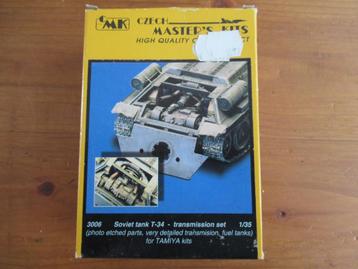 CMK
CZECH
MASTER'S KITS
HIGH QUALITY
3006 Soviet tank T-34 - transmission set 1/35
(photo etched parts, very detailed transmision, fuel tanks)
for TAMIYA kits